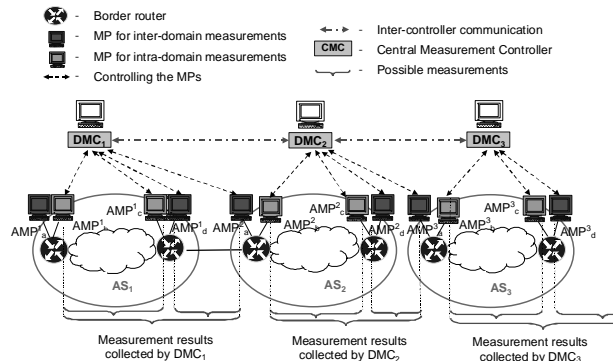 - Border router
- MP for inter-domain measurements
- MP for intra-domain measurements
- Controlling the MPs
- Inter-controller communication
CMC - Central Measurement Controller
- Possible measurements
DMC1
DMC2
DMC3
AMP1a
AMP1b
AMP1c
AMP1d
AMP2a
AMP2b
AMP2c
AMP2d
AMP3a
AMP3b
AMP3c
AMP3d
AS1
AS2
AS3
Measurement results
collected by DMC1
Measurement results
collected by DMC2
Measurement results
collected by DMC3